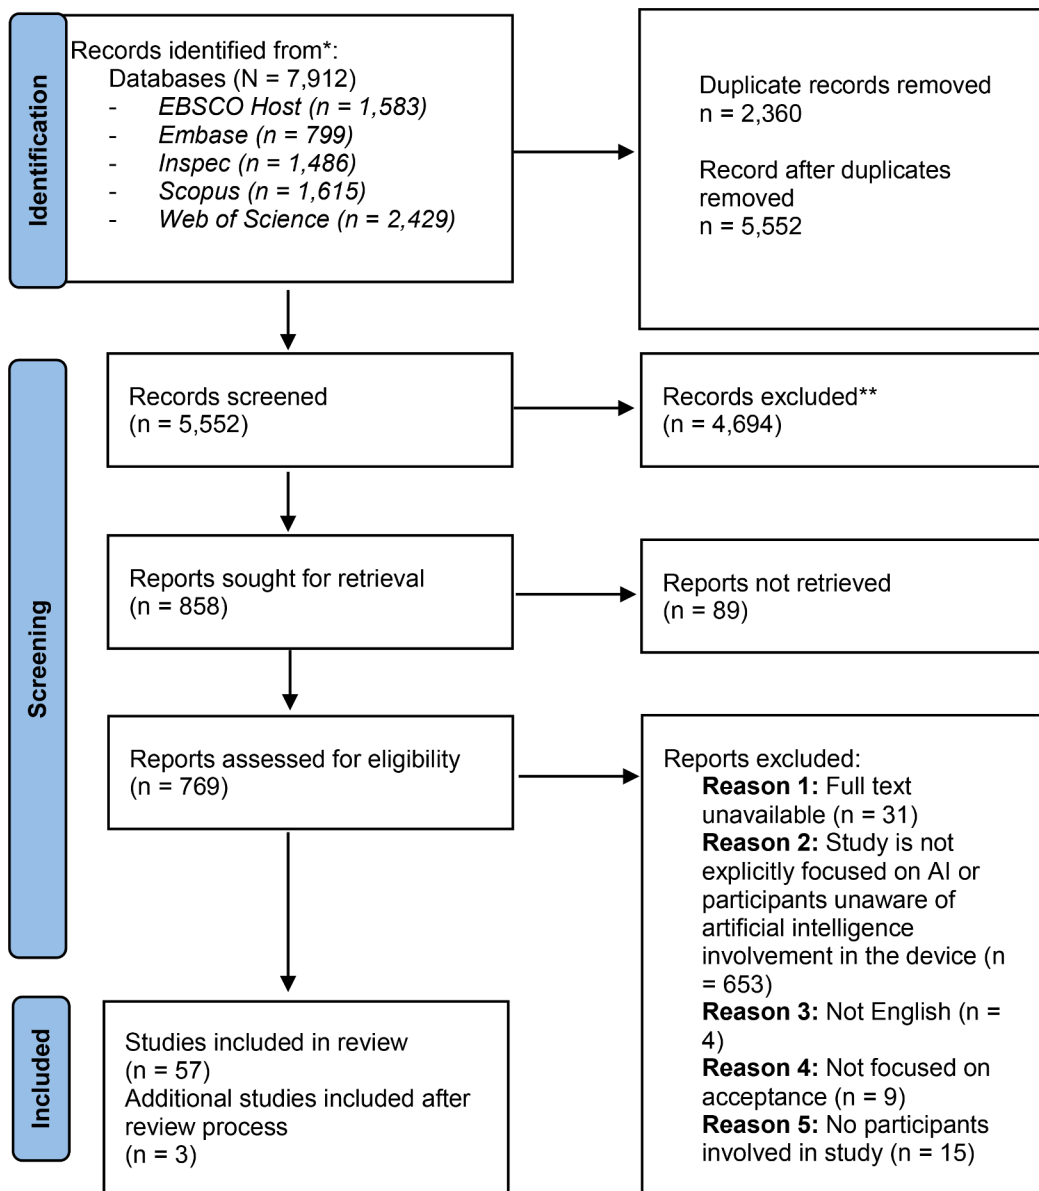 Identification
Records identified from*:
Databases (N = 7,912)
- EBSCO Host (n = 1,583)
- Embase (n = 799)
- Inspec (n = 1,486)
- Scopus (n = 1,615)
- Web of Science (n = 2,429)
Duplicate records removed
n = 2,360
Record after duplicates
removed
n = 5,552
Screening
Records screened
(n = 5,552)
Records excluded**
(n = 4,694)
Reports sought for retrieval
(n = 858)
Reports not retrieved
(n = 89)
Reports assessed for eligibility
(n = 769)
Reports excluded:
Reason 1: Full text
unavailable (n = 31)
Reason 2: Study is not
explicitly focused on AI or
participants unaware of
artificial intelligence
involvement in the device (n
= 653)
Reason 3: Not English (n =
4)
Reason 4: Not focused on
acceptance (n = 9)
Reason 5: No participants
involved in study (n = 15)
Included
Studies included in review
(n = 57)
Additional studies included after
review process
(n = 3)